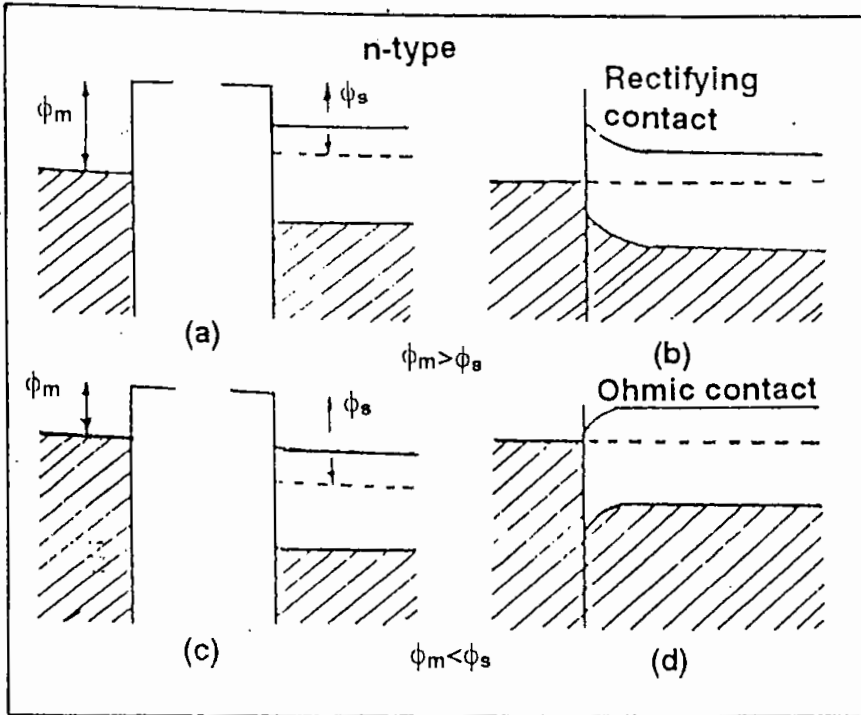 n-type
ϕm
ϕs
Rectifying
contact
(a)
ϕm>ϕs
(b)
ϕm
ϕs
Ohmic contact
(c)
ϕm<ϕs
(d)